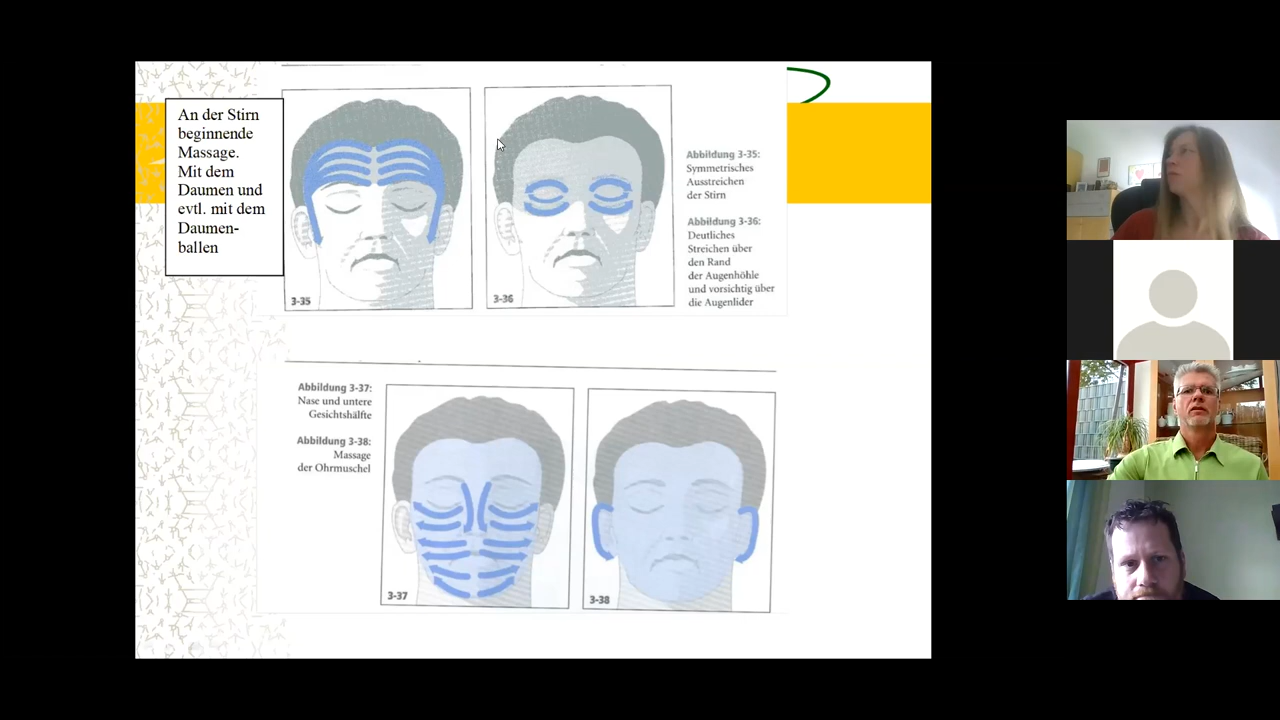 An der Stirn
beginnende
Massage.
Mit dem
Daumen und
evtl. mit dem
Daumen-
ballen
3-35
3-36
Abbildung 3-35:
Symmetrisches
Ausstreichen
der Stirn
Abbildung 3-36:
Deutliches
Streichen über
den Rand
der Augenhöhle
und vorsichtig über
die Augenlider
Abbildung 3-37:
Nase und untere
Gesichtshälfte
Abbildung 3-38:
Massage
der Ohrmuschel
3-37
3-38